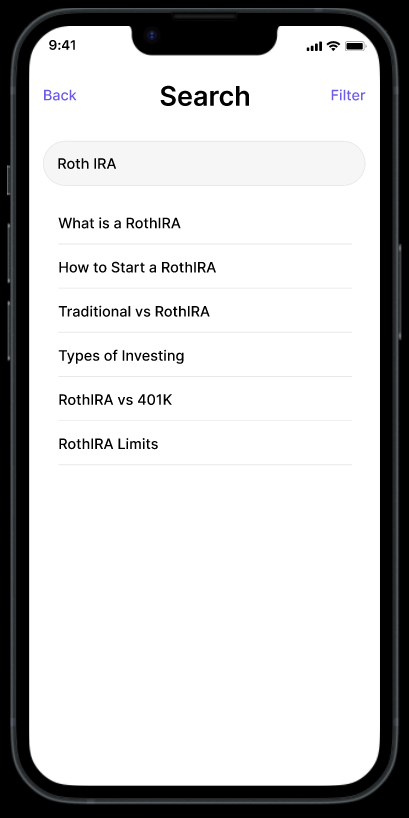 9:41
Back Search Filter
Roth IRA
What is a RothIRA
How to Start a RothIRA
Traditional vs RothIRA
Types of Investing
RothIRA vs 401K
RothIRA Limits